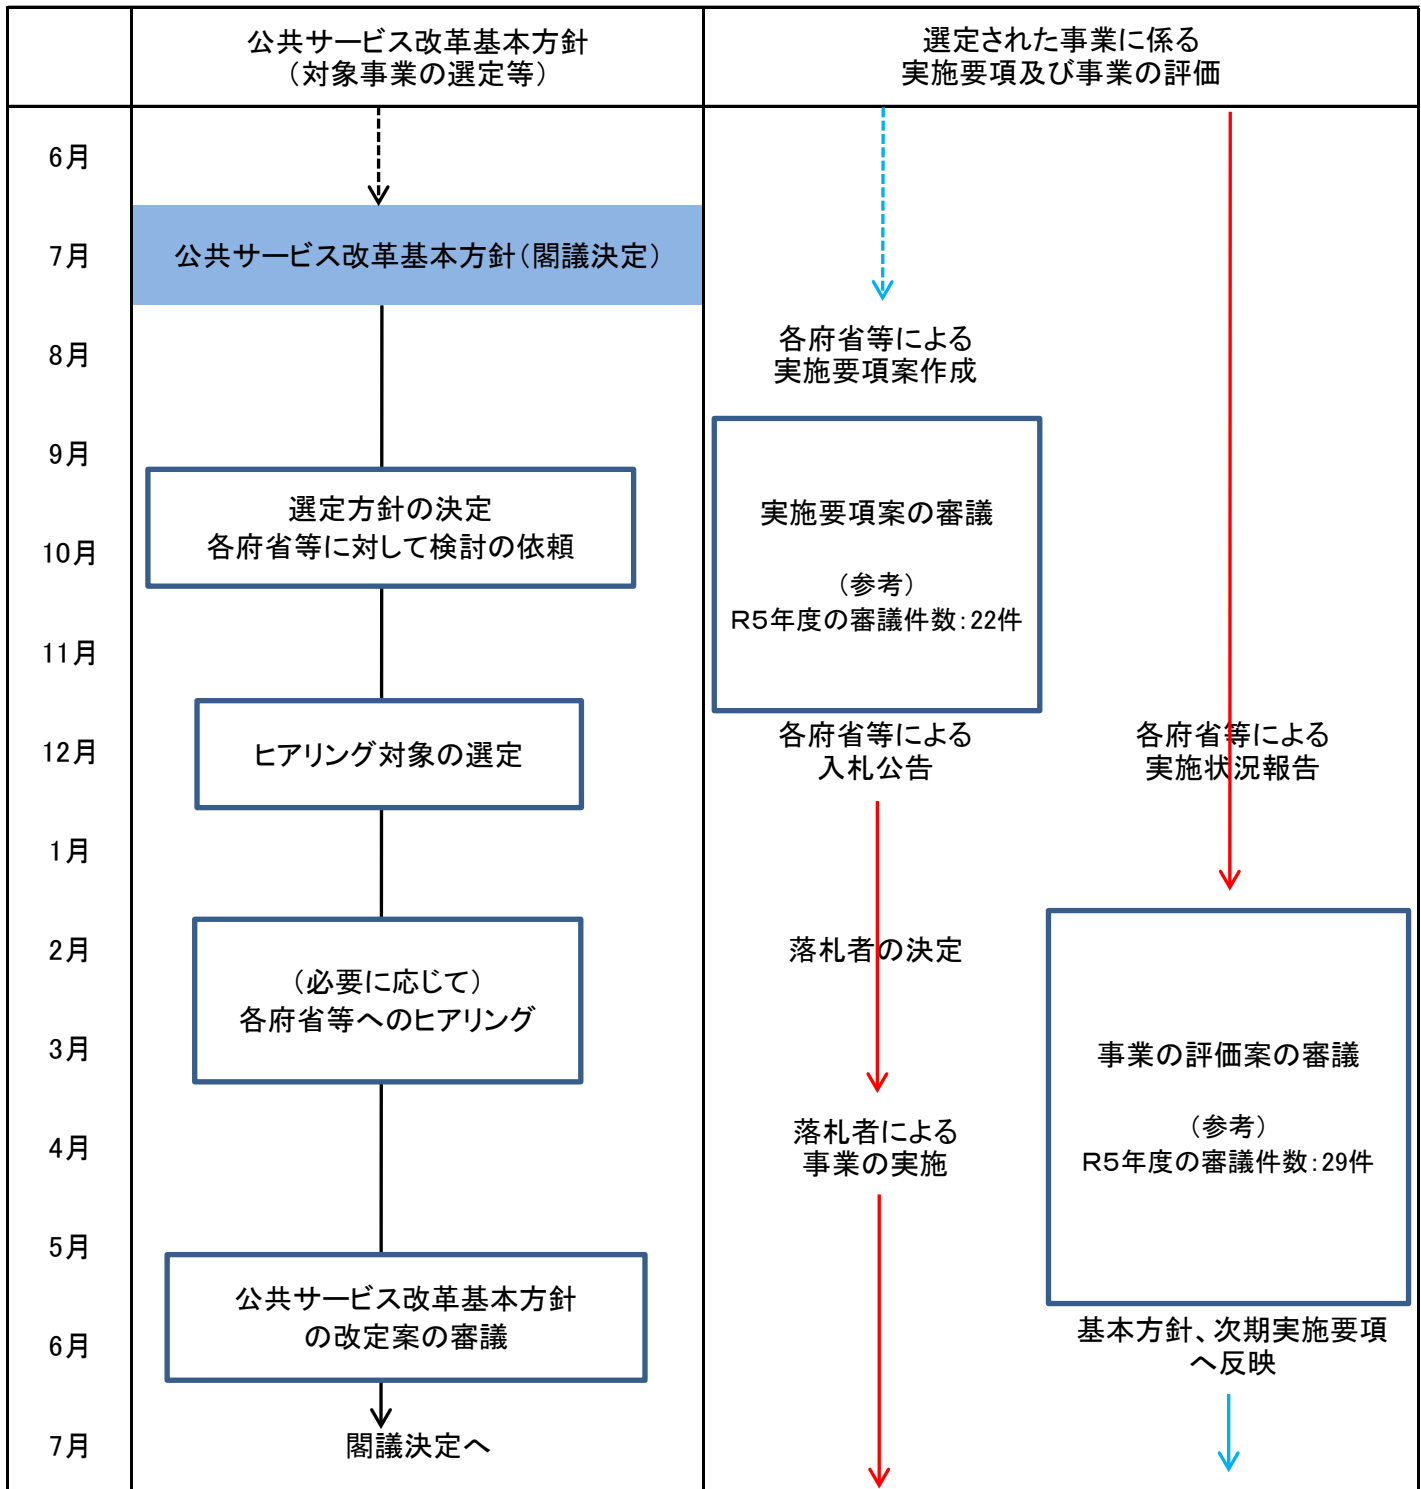 公共サービス改革基本方針
（対象事業の選定等）
選定された事業に係る
実施要項及び事業の評価
6月
7月
8月
9月
10月
11月
12月
1月
2月
3月
4月
5月
6月
7月
公共サービス改革基本方針（閣議決定）
選定方針の決定
各府省等に対して検討の依頼
ヒアリング対象の選定
（必要に応じて）
各府省等へのヒアリング
公共サービス改革基本方針
の改定案の審議
閣議決定へ
各府省等による
実施要項案作成
実施要項案の審議
（参考）
R5年度の審議件数：22件
各府省等による
入札公告
落札者の決定
落札者による
事業の実施
各府省等による
実施状況報告
事業の評価案の審議
（参考）
R5年度の審議件数：29件
基本方針、次期実施要項
へ反映